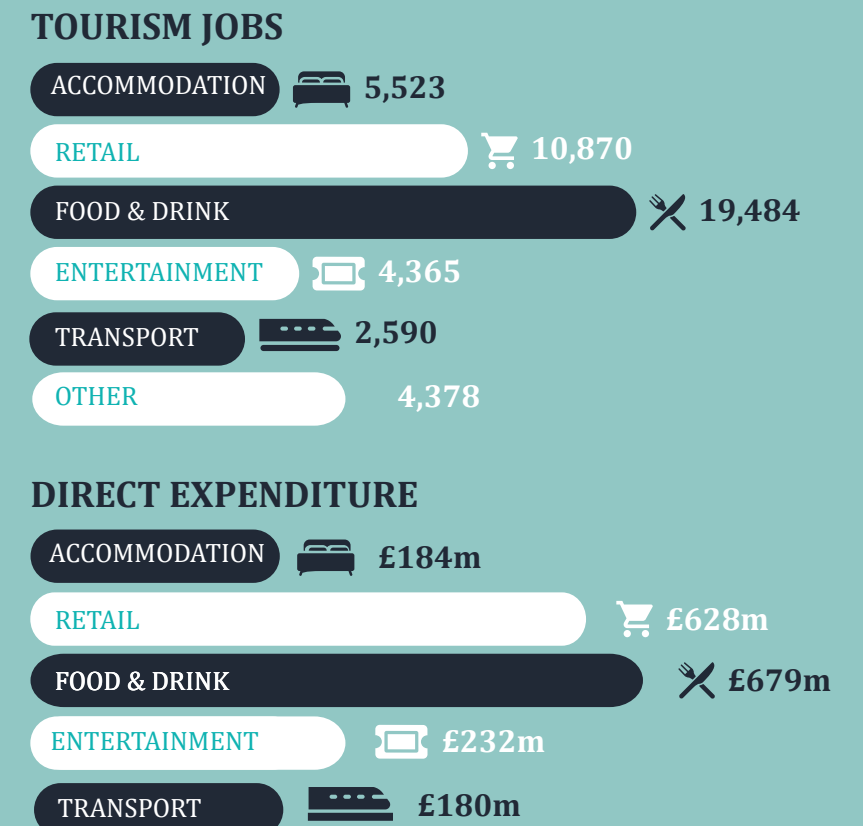 TOURISM JOBS
ACCOMMODATION 5,523
RETAIL 10,870
FOOD & DRINK 19,484
ENTERTAINMENT 4,365
TRANSPORT 2,590
OTHER 4,378
DIRECT EXPENDITURE
ACCOMMODATION £184m
RETAIL £628m
FOOD & DRINK £679m
ENTERTAINMENT £232m
TRANSPORT £180m